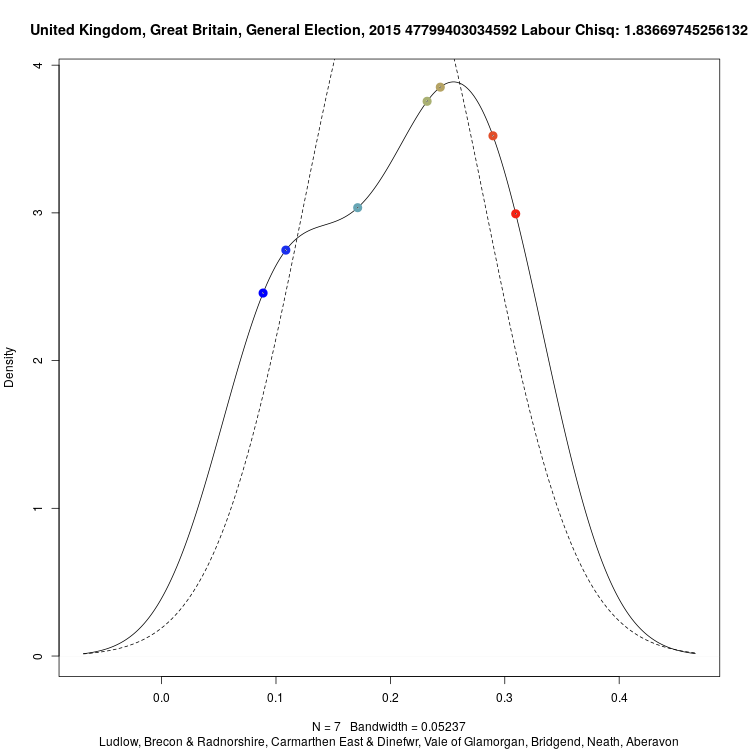 United Kingdom, Great Britain, General Election, 2015 47799403034592 Labour Chisq: 1.83669745256132
4
3
2
1
0
Density
0.0 0.1 0.2 0.3 0.4
N = 7 Bandwidth = 0.05237
Ludlow, Brecon & Radnorshire, Carmarthen East & Dinefwr, Vale of Glamorgan, Bridgend, Neath, Aberavon